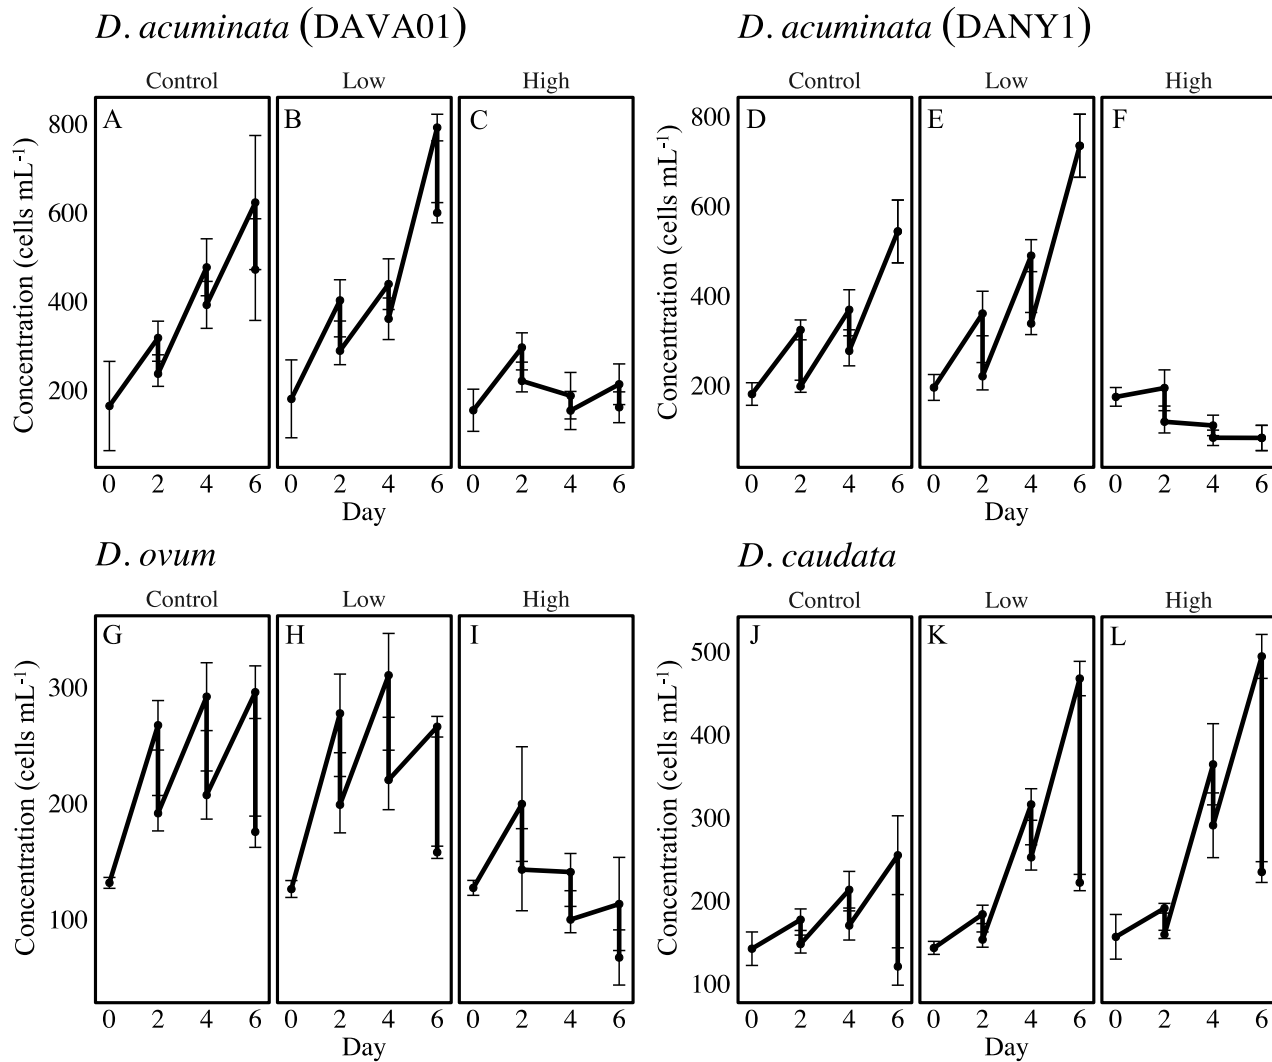 D. acuminata (DAVA01)
D. acuminata (DANY1)
Control Low High
Control Low High
Concentration (cells mL⁻¹)
800
600
400
200
A B C
0 2 4 6 0 2 4 6 0 2 4 6
Day
Concentration (cells mL⁻¹)
800
600
400
200
D E F
0 2 4 6 0 2 4 6 0 2 4 6
Day
D. ovum
D. caudata
Control Low High
Control Low High
Concentration (cells mL⁻¹)
300
200
100
G H I
0 2 4 6 0 2 4 6 0 2 4 6
Day
Concentration (cells mL⁻¹)
500
400
300
200
100
J K L
0 2 4 6 0 2 4 6 0 2 4 6
Day